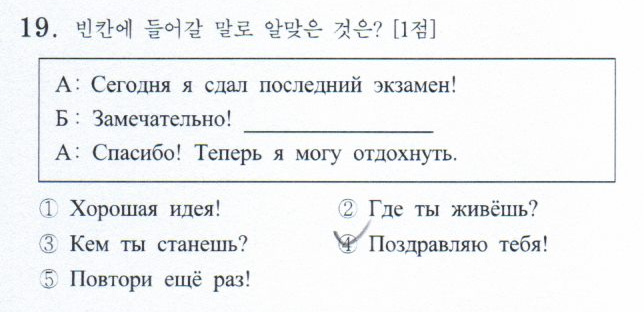 19. 빈칸에 들어갈 말로 알맞은 것은? [1점]
А: Сегодня я сдал последний экзамен!
Б: Замечательно! ____________
А: Спасибо! Теперь я могу отдохнуть.
① Хорошая идея! ② Где ты живёшь?
③ Кем ты станешь? ④ Поздравляю тебя!
⑤ Повтори ещё раз!